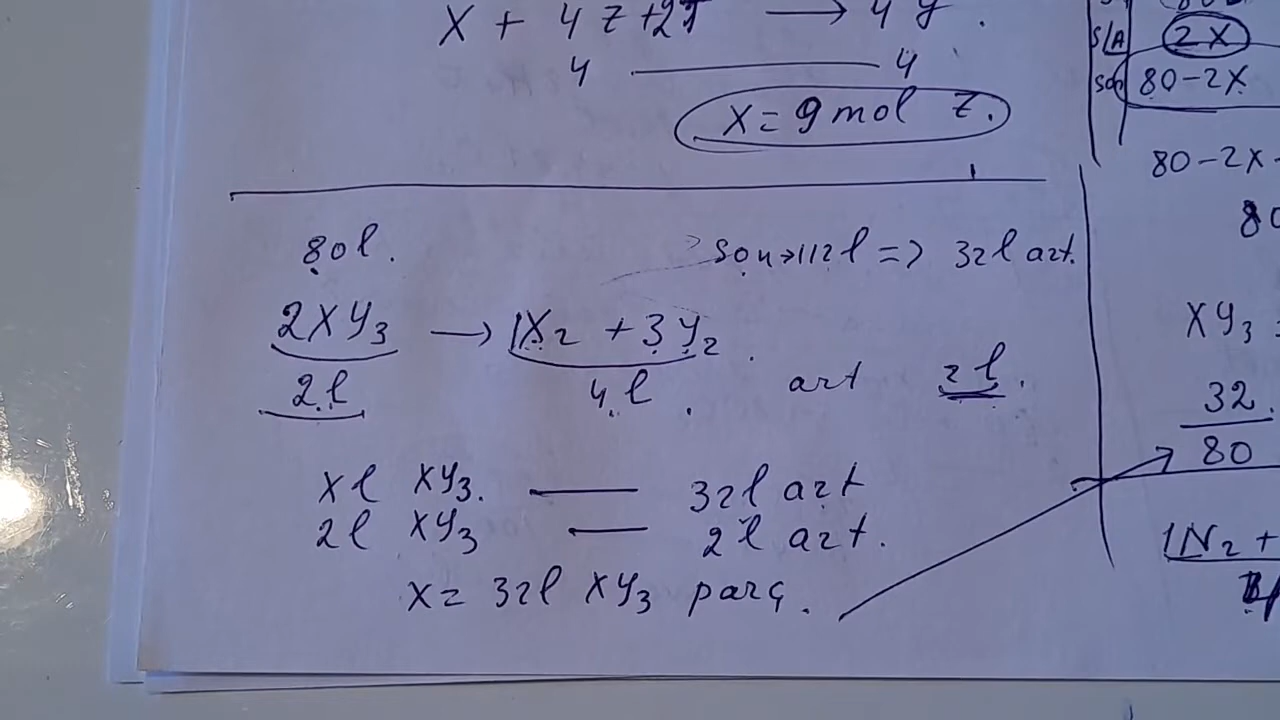 X + 4Z + 2T → 4Y.
4 — 4
X = 9 mol Z.
80l.
son → 112l => 32l art.
2XY₃ → 1X₂ + 3Y₂.
2l 4l. art 2l.
xl XY₃. — 32l art
2l XY₃ — 2l art.
x = 32l XY₃ parç.
S/A 2X
son 80-2X
80-2X-
80
XY₃
32.
80
1N₂ +